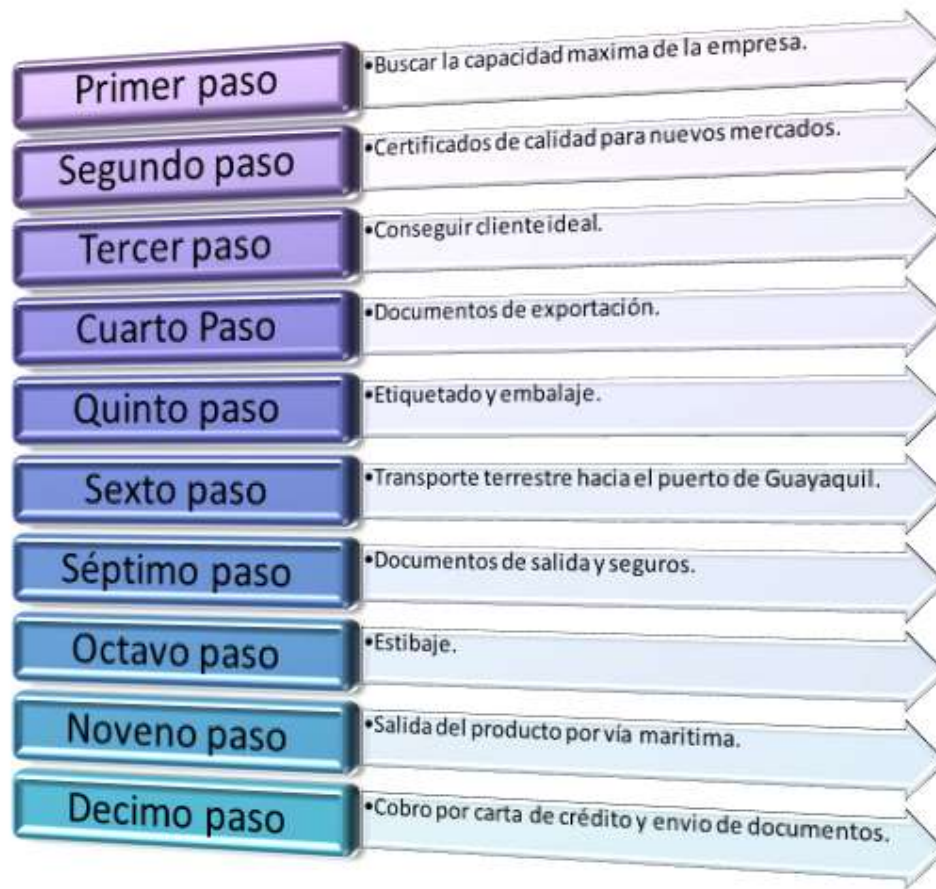 Primer paso
•Buscar la capacidad maxima de la empresa.
Segundo paso
•Certificados de calidad para nuevos mercados.
Tercer paso
•Conseguir cliente ideal.
Cuarto Paso
•Documentos de exportación.
Quinto paso
•Etiquetado y embalaje.
Sexto paso
•Transporte terrestre hacia el puerto de Guayaquil.
Séptimo paso
•Documentos de salida y seguros.
Octavo paso
•Estibaje.
Noveno paso
•Salida del producto por vía maritima.
Decimo paso
•Cobro por carta de crédito y envio de documentos.